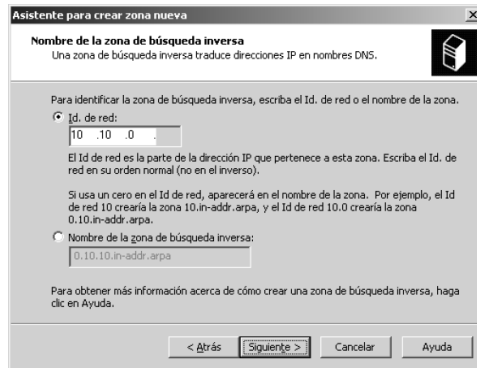 Asistente para crear zona nueva
Nombre de la zona de búsqueda inversa
Una zona de búsqueda inversa traduce direcciones IP en nombres DNS.
Para identificar la zona de búsqueda inversa, escriba el Id. de red o el nombre de la zona.
Id. de red:
10 .10 .0 .
El Id de red es la parte de la dirección IP que pertenece a esta zona. Escriba el Id. de
red en su orden normal (no en el inverso).
Si usa un cero en el Id de red, aparecerá en el nombre de la zona. Por ejemplo, el Id
de red 10 crearía la zona 10.in-addr.arpa, y el Id de red 10.0 crearía la zona
0.10.in-addr.arpa.
Nombre de la zona de búsqueda inversa:
0.10.10.in-addr.arpa
Para obtener más información acerca de cómo crear una zona de búsqueda inversa, haga
clic en Ayuda.
< Atrás Siguiente > Cancelar Ayuda